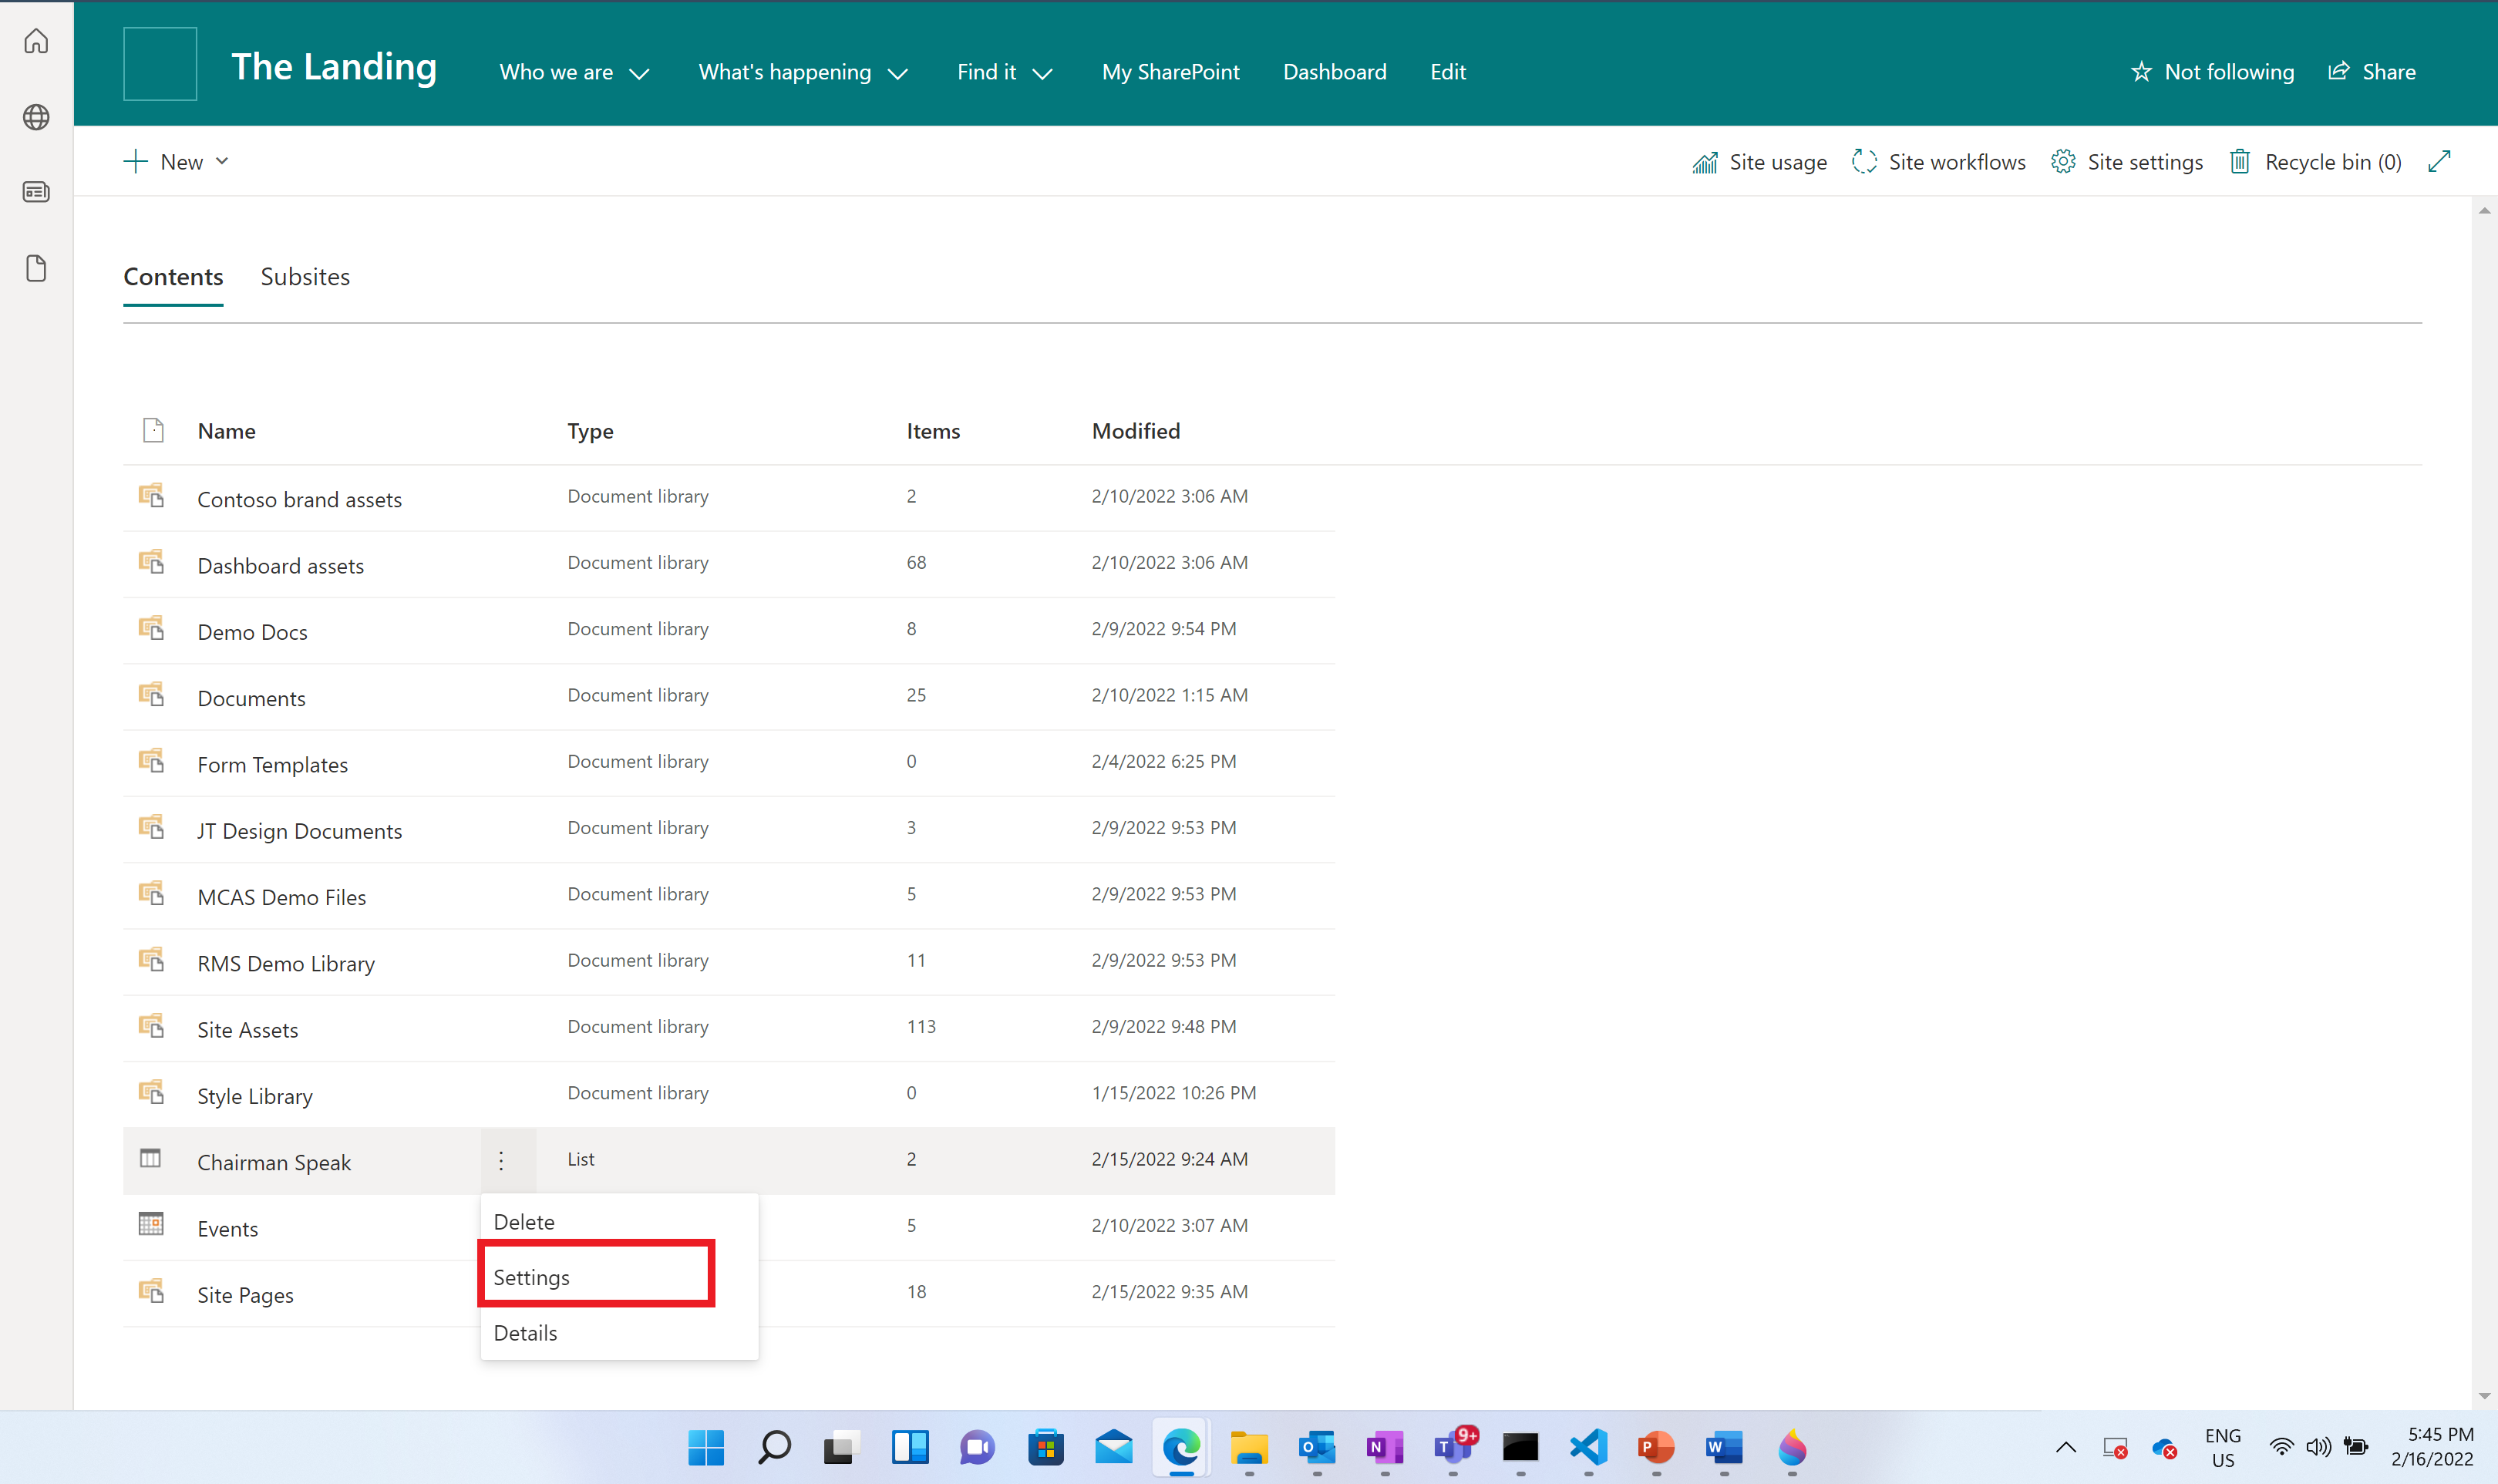 The Landing
Who we are
What's happening
Find it
My SharePoint
Dashboard
Edit
Not following
Share
New
Site usage
Site workflows
Site settings
Recycle bin (0)
Contents
Subsites
Name Type Items Modified
Contoso brand assets Document library 2 2/10/2022 3:06 AM
Dashboard assets Document library 68 2/10/2022 3:06 AM
Demo Docs Document library 8 2/9/2022 9:54 PM
Documents Document library 25 2/10/2022 1:15 AM
Form Templates Document library 0 2/4/2022 6:25 PM
JT Design Documents Document library 3 2/9/2022 9:53 PM
MCAS Demo Files Document library 5 2/9/2022 9:53 PM
RMS Demo Library Document library 11 2/9/2022 9:53 PM
Site Assets Document library 113 2/9/2022 9:48 PM
Style Library Document library 0 1/15/2022 10:26 PM
Chairman Speak List 2 2/15/2022 9:24 AM
Events 5 2/10/2022 3:07 AM
Site Pages 18 2/15/2022 9:35 AM
Delete
Settings
Details
9+
ENG
US
5:45 PM
2/16/2022